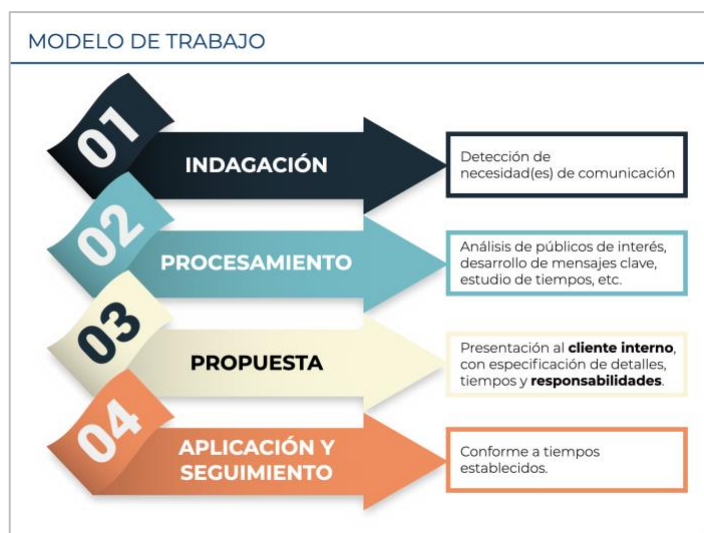 MODELO DE TRABAJO
01
INDAGACIÓN
Detección de
necesidad(es) de comunicación
02
PROCESAMIENTO
Análisis de públicos de interés,
desarrollo de mensajes clave,
estudio de tiempos, etc.
03
PROPUESTA
Presentación al cliente interno,
con especificación de detalles,
tiempos y responsabilidades.
04
APLICACIÓN Y
SEGUIMIENTO
Conforme a tiempos
establecidos.